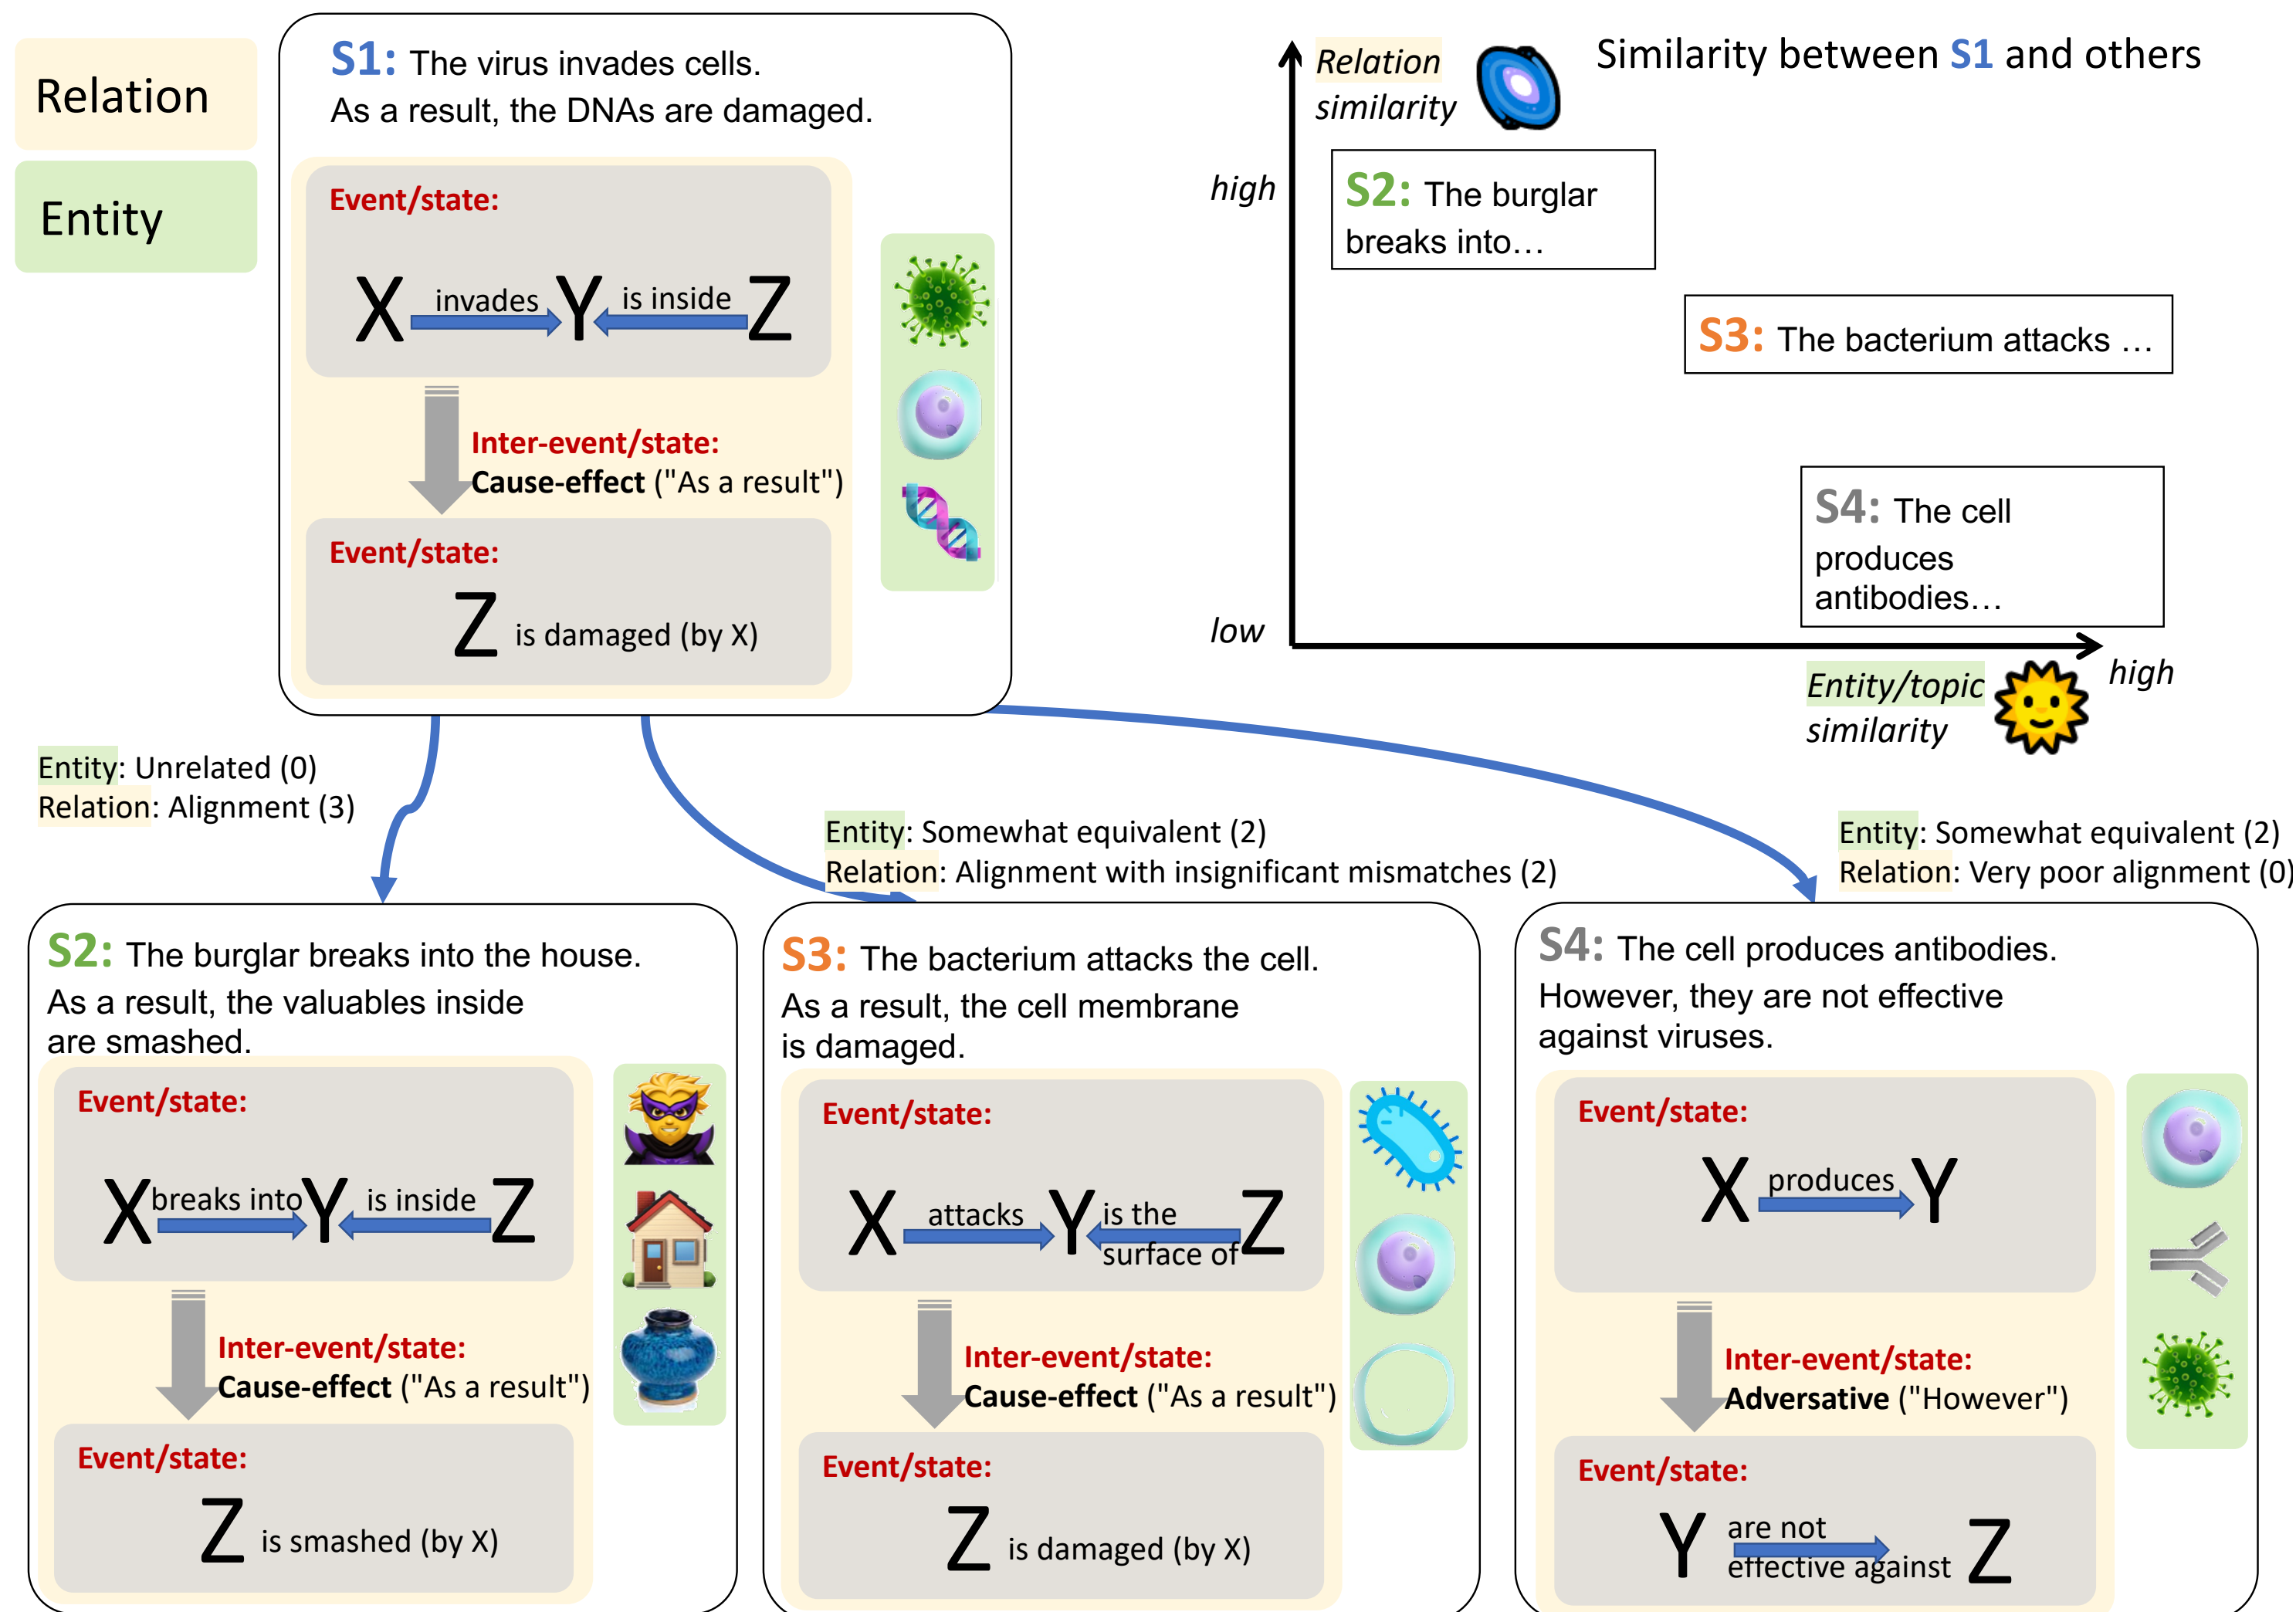 Relation
Entity
S1: The virus invades cells.
As a result, the DNAs are damaged.
Event/state:
X invades Y is inside Z
Inter-event/state:
Cause-effect ("As a result")
Event/state:
Z is damaged (by X)
Similarity between S1 and others
Relation
similarity
high
S2: The burglar
breaks into…
S3: The bacterium attacks …
S4: The cell
produces
antibodies…
low
high
Entity/topic
similarity
Entity: Unrelated (0)
Relation: Alignment (3)
Entity: Somewhat equivalent (2)
Relation: Alignment with insignificant mismatches (2)
Entity: Somewhat equivalent (2)
Relation: Very poor alignment (0)
S2: The burglar breaks into the house.
As a result, the valuables inside
are smashed.
Event/state:
X breaks into Y is inside Z
Inter-event/state:
Cause-effect ("As a result")
Event/state:
Z is smashed (by X)
S3: The bacterium attacks the cell.
As a result, the cell membrane
is damaged.
Event/state:
X attacks Y is the
surface of Z
Inter-event/state:
Cause-effect ("As a result")
Event/state:
Z is damaged (by X)
S4: The cell produces antibodies.
However, they are not effective
against viruses.
Event/state:
X produces Y
Inter-event/state:
Adversative ("However")
Event/state:
Y are not
effective against Z